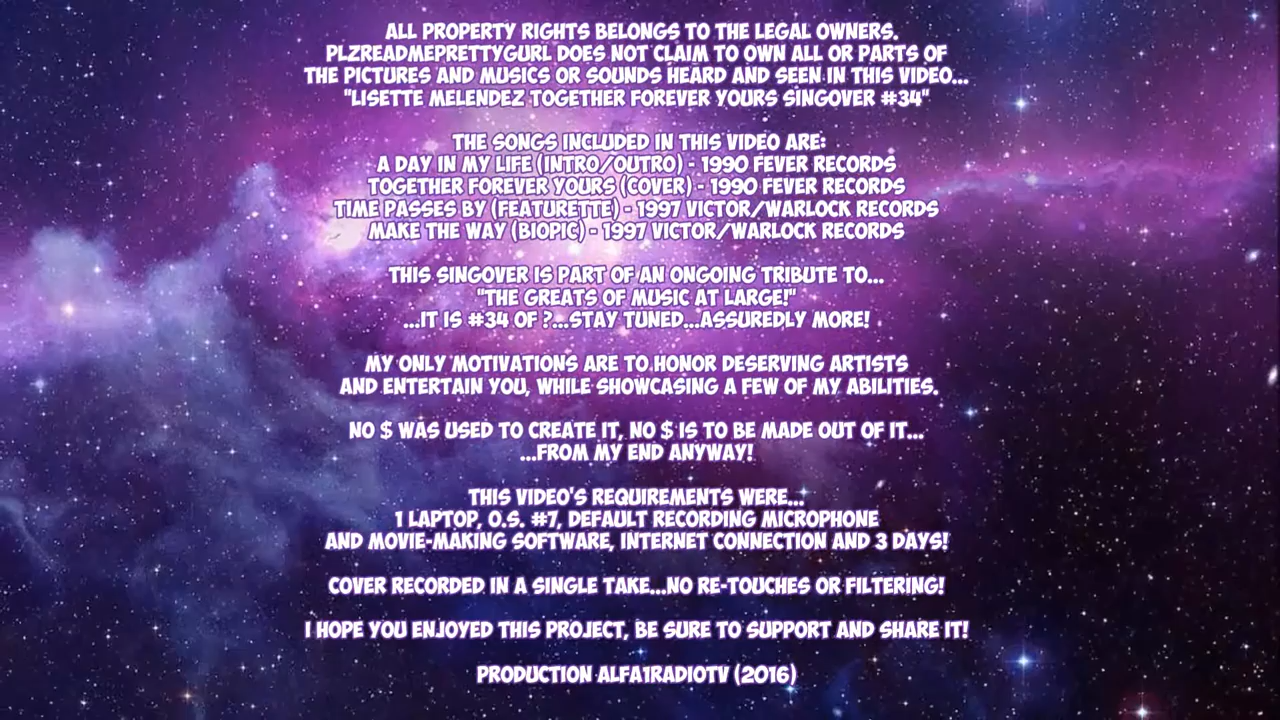 ALL PROPERTY RIGHTS BELONGS TO THE LEGAL OWNERS.
PLZREADMEPRETTYGURL DOES NOT CLAIM TO OWN ALL OR PARTS OF
THE PICTURES AND MUSICS OR SOUNDS HEARD AND SEEN IN THIS VIDEO...
"LISETTE MELENDEZ TOGETHER FOREVER YOURS SINGOVER #34"
THE SONGS INCLUDED IN THIS VIDEO ARE:
A DAY IN MY LIFE (INTRO/OUTRO) - 1990 FEVER RECORDS
TOGETHER FOREVER YOURS (COVER) - 1990 FEVER RECORDS
TIME PASSES BY (FEATURETTE) - 1997 VICTOR/WARLOCK RECORDS
MAKE THE WAY (BIOPIC) - 1997 VICTOR/WARLOCK RECORDS
THIS SINGOVER IS PART OF AN ONGOING TRIBUTE TO...
"THE GREATS OF MUSIC AT LARGE!"
...IT IS #34 OF ?...STAY TUNED...ASSUREDLY MORE!
MY ONLY MOTIVATIONS ARE TO HONOR DESERVING ARTISTS
AND ENTERTAIN YOU, WHILE SHOWCASING A FEW OF MY ABILITIES.
NO $ WAS USED TO CREATE IT, NO $ IS TO BE MADE OUT OF IT...
...FROM MY END ANYWAY!
THIS VIDEO'S REQUIREMENTS WERE...
1 LAPTOP, O.S. #7, DEFAULT RECORDING MICROPHONE
AND MOVIE-MAKING SOFTWARE, INTERNET CONNECTION AND 3 DAYS!
COVER RECORDED IN A SINGLE TAKE...NO RE-TOUCHES OR FILTERING!
I HOPE YOU ENJOYED THIS PROJECT, BE SURE TO SUPPORT AND SHARE IT!
PRODUCTION ALFA1RADIOTV (2016)